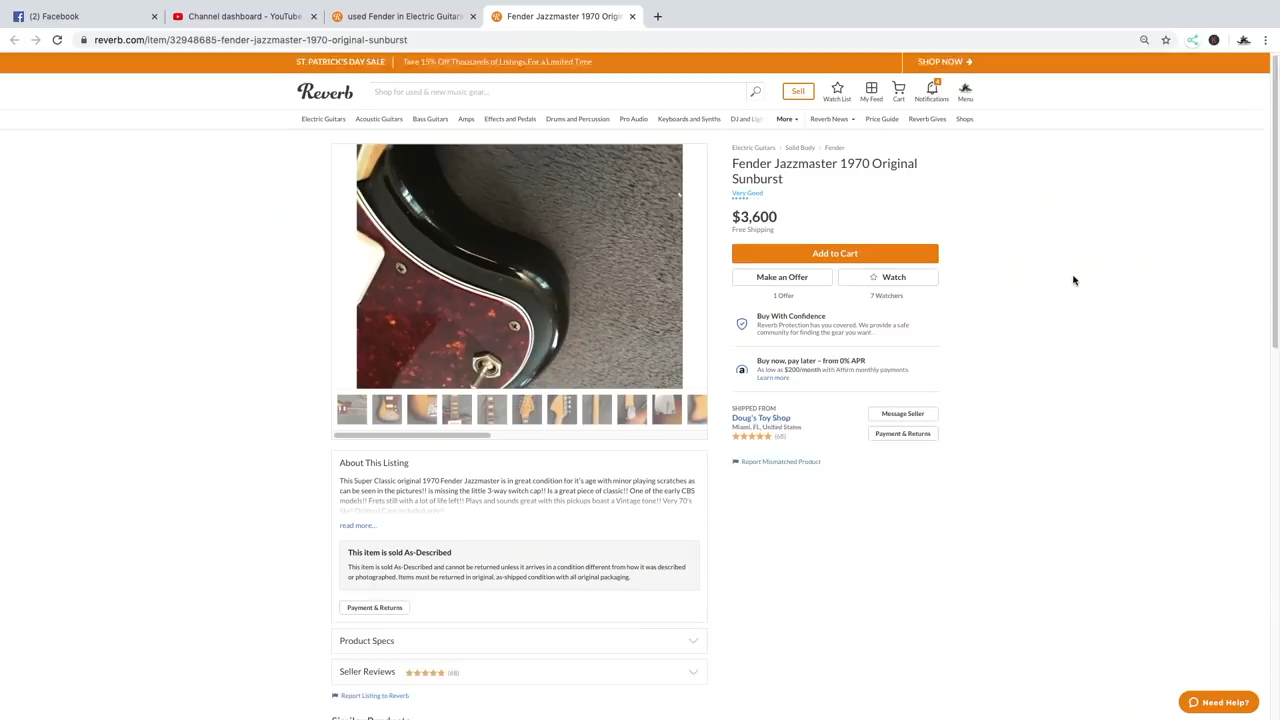 (2) Facebook
Channel dashboard - YouTube
used Fender in Electric Guitars
Fender Jazzmaster 1970 Origin
reverb.com/item/32948685-fender-jazzmaster-1970-original-sunburst
ST. PATRICK'S DAY SALE
Take 15% Off Thousands of Listings For a Limited Time
SHOP NOW
Reverb
Shop for used & new music gear...
Sell
Watch List
My Feed
Cart
Notifications
Menu
Electric Guitars
Acoustic Guitars
Bass Guitars
Amps
Effects and Pedals
Drums and Percussion
Pro Audio
Keyboards and Synths
DJ and Lig
More
Reverb News
Price Guide
Reverb Gives
Shops
Electric Guitars
Solid Body
Fender
Fender Jazzmaster 1970 Original
Sunburst
Very Good
$3,600
Free Shipping
Add to Cart
Make an Offer
Watch
1 Offer
7 Watchers
Buy With Confidence
Reverb Protection has you covered. We provide a safe
community for finding the gear you want...
Buy now, pay later – from 0% APR
As low as $200/month with Affirm monthly payments.
Learn more
SHIPPED FROM
Doug's Toy Shop
Miami, FL, United States
(68)
Message Seller
Payment & Returns
Report Mismatched Product
About This Listing
This Super Classic original 1970 Fender Jazzmaster is in great condition for it's age with minor playing scratches as
can be seen in the pictures!! is missing the little 3-way switch cap!! Is a great piece of classic!! One of the early CBS
models!! Frets still with a lot of life left!! Plays and sounds great with this pickups boast a Vintage tone!! Very 70's
like! Original Case included only!!
read more...
This item is sold As-Described
This item is sold As-Described and cannot be returned unless it arrives in a condition different from how it was described
or photographed. Items must be returned in original, as-shipped condition with all original packaging.
Payment & Returns
Product Specs
Seller Reviews
(68)
Report Listing to Reverb
Similar Products
Need Help?